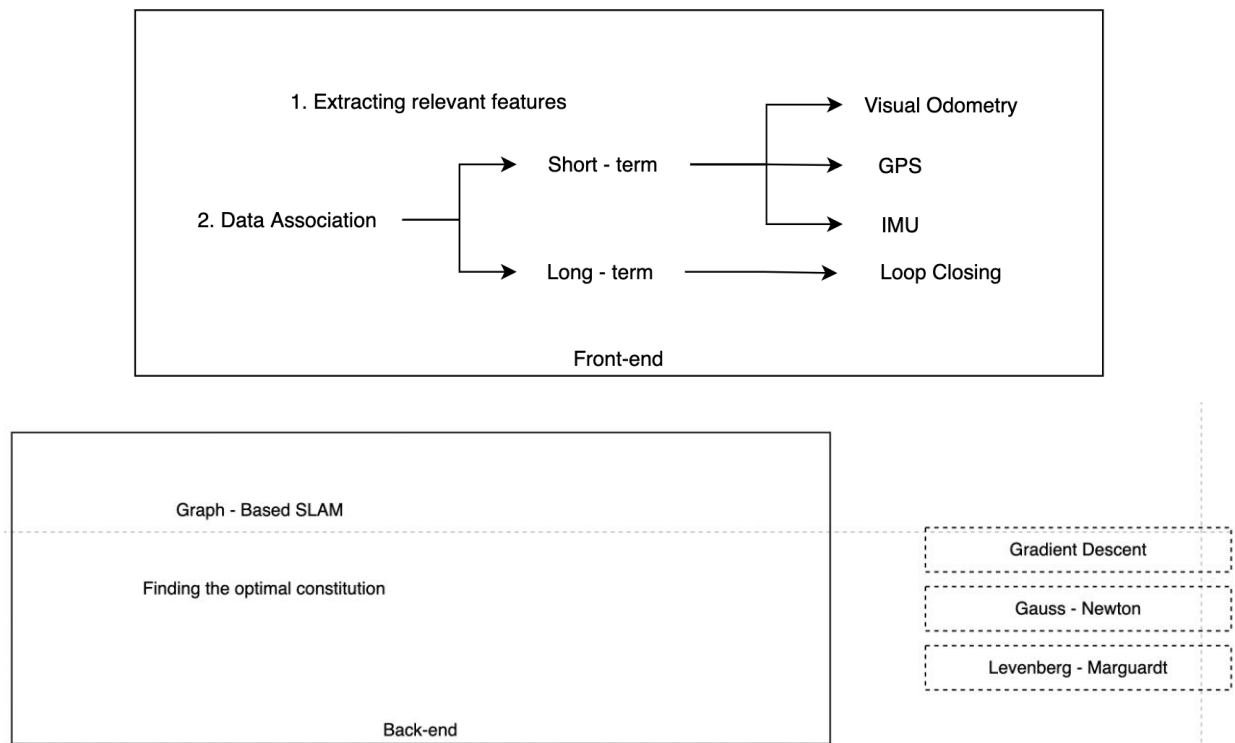 1. Extracting relevant features
Visual Odometry
Short - term
GPS
2. Data Association
IMU
Long - term
Loop Closing
Front-end
Graph - Based SLAM
Gradient Descent
Finding the optimal constitution
Gauss - Newton
Levenberg - Marguardt
Back-end